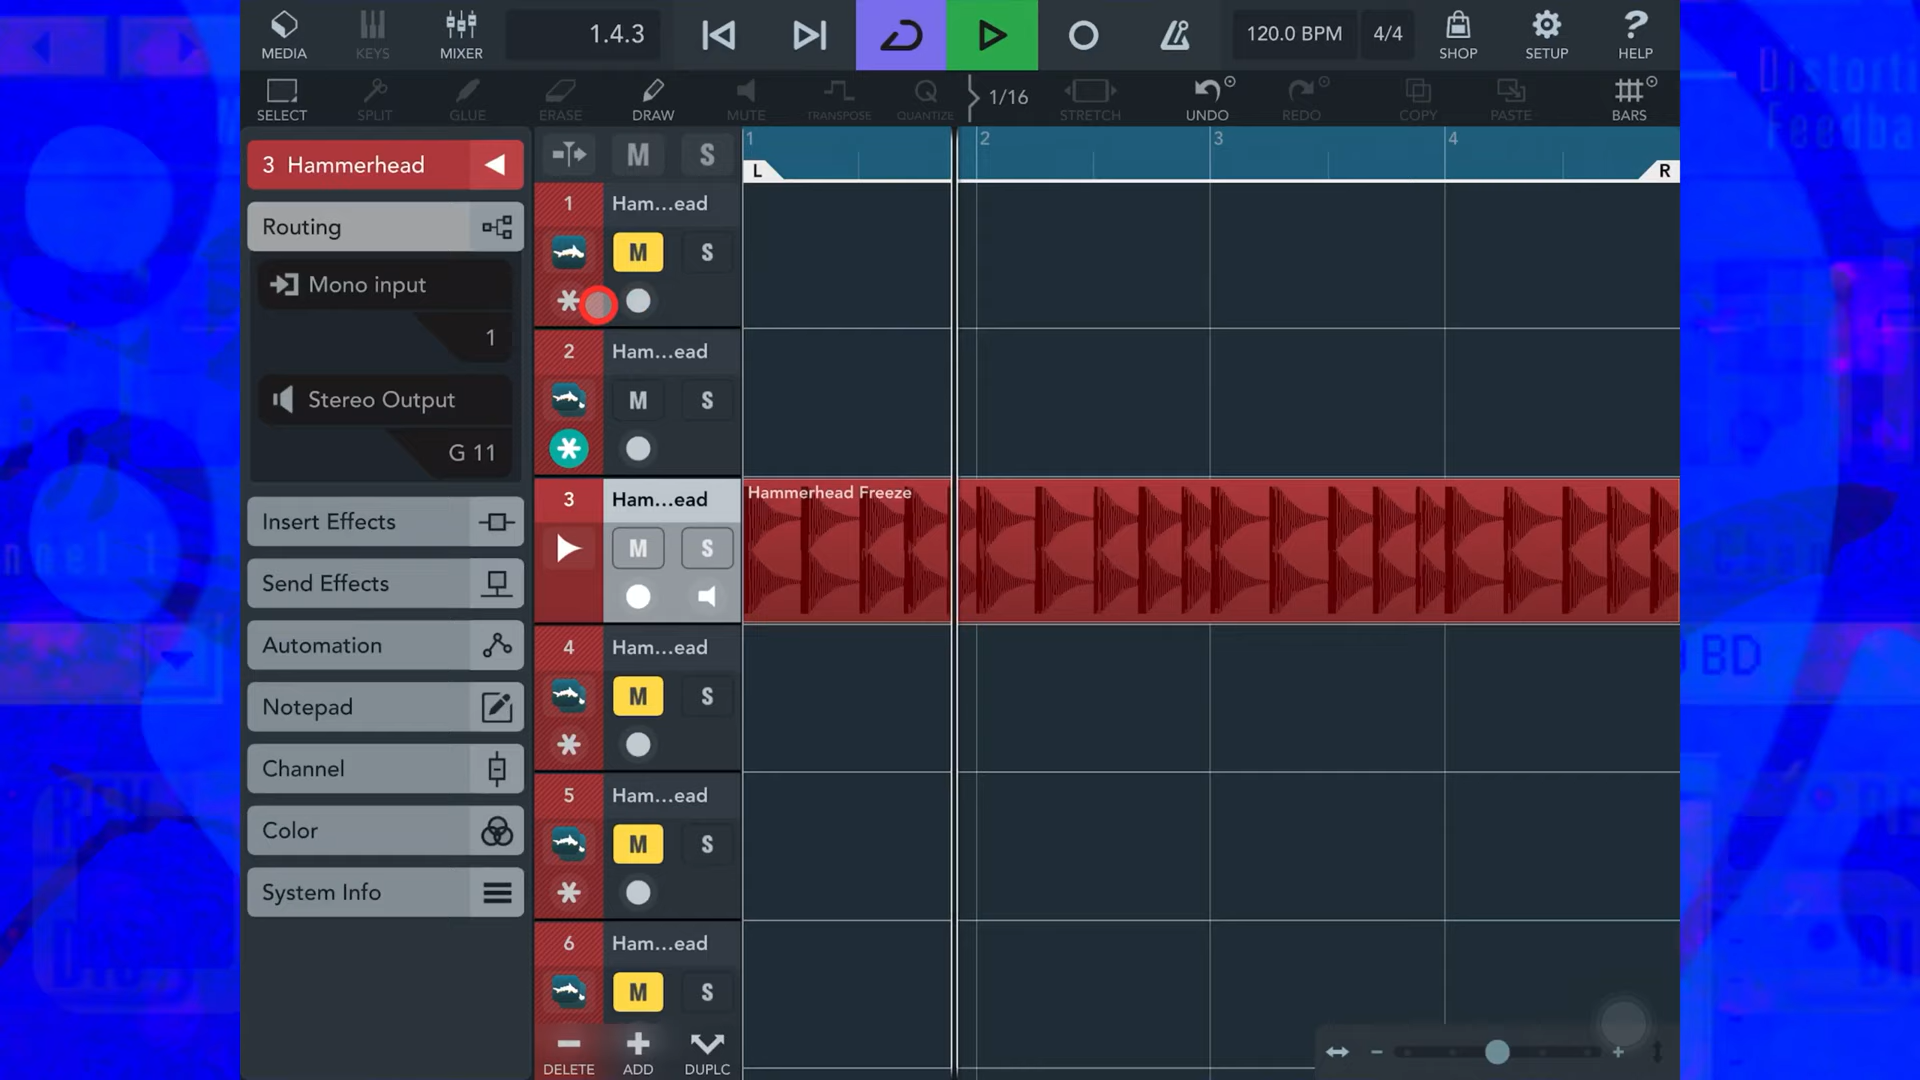 MEDIA
KEYS
MIXER
1.4.3
120.0 BPM
4/4
SHOP
SETUP
HELP
SELECT
SPLIT
GLUE
ERASE
DRAW
MUTE
TRANSPOSE
QUANTIZE
1/16
STRETCH
UNDO
REDO
COPY
PASTE
BARS
3 Hammerhead
Routing
Mono input
1
Stereo Output
G 11
Insert Effects
Send Effects
Automation
Notepad
Channel
Color
System Info
M S
1 Ham...ead
M S
2 Ham...ead
M S
3 Ham...ead
M S
4 Ham...ead
M S
5 Ham...ead
M S
6 Ham...ead
M S
DELETE
ADD
DUPLC
1 2 3 4
L R
Hammerhead Freeze
BD